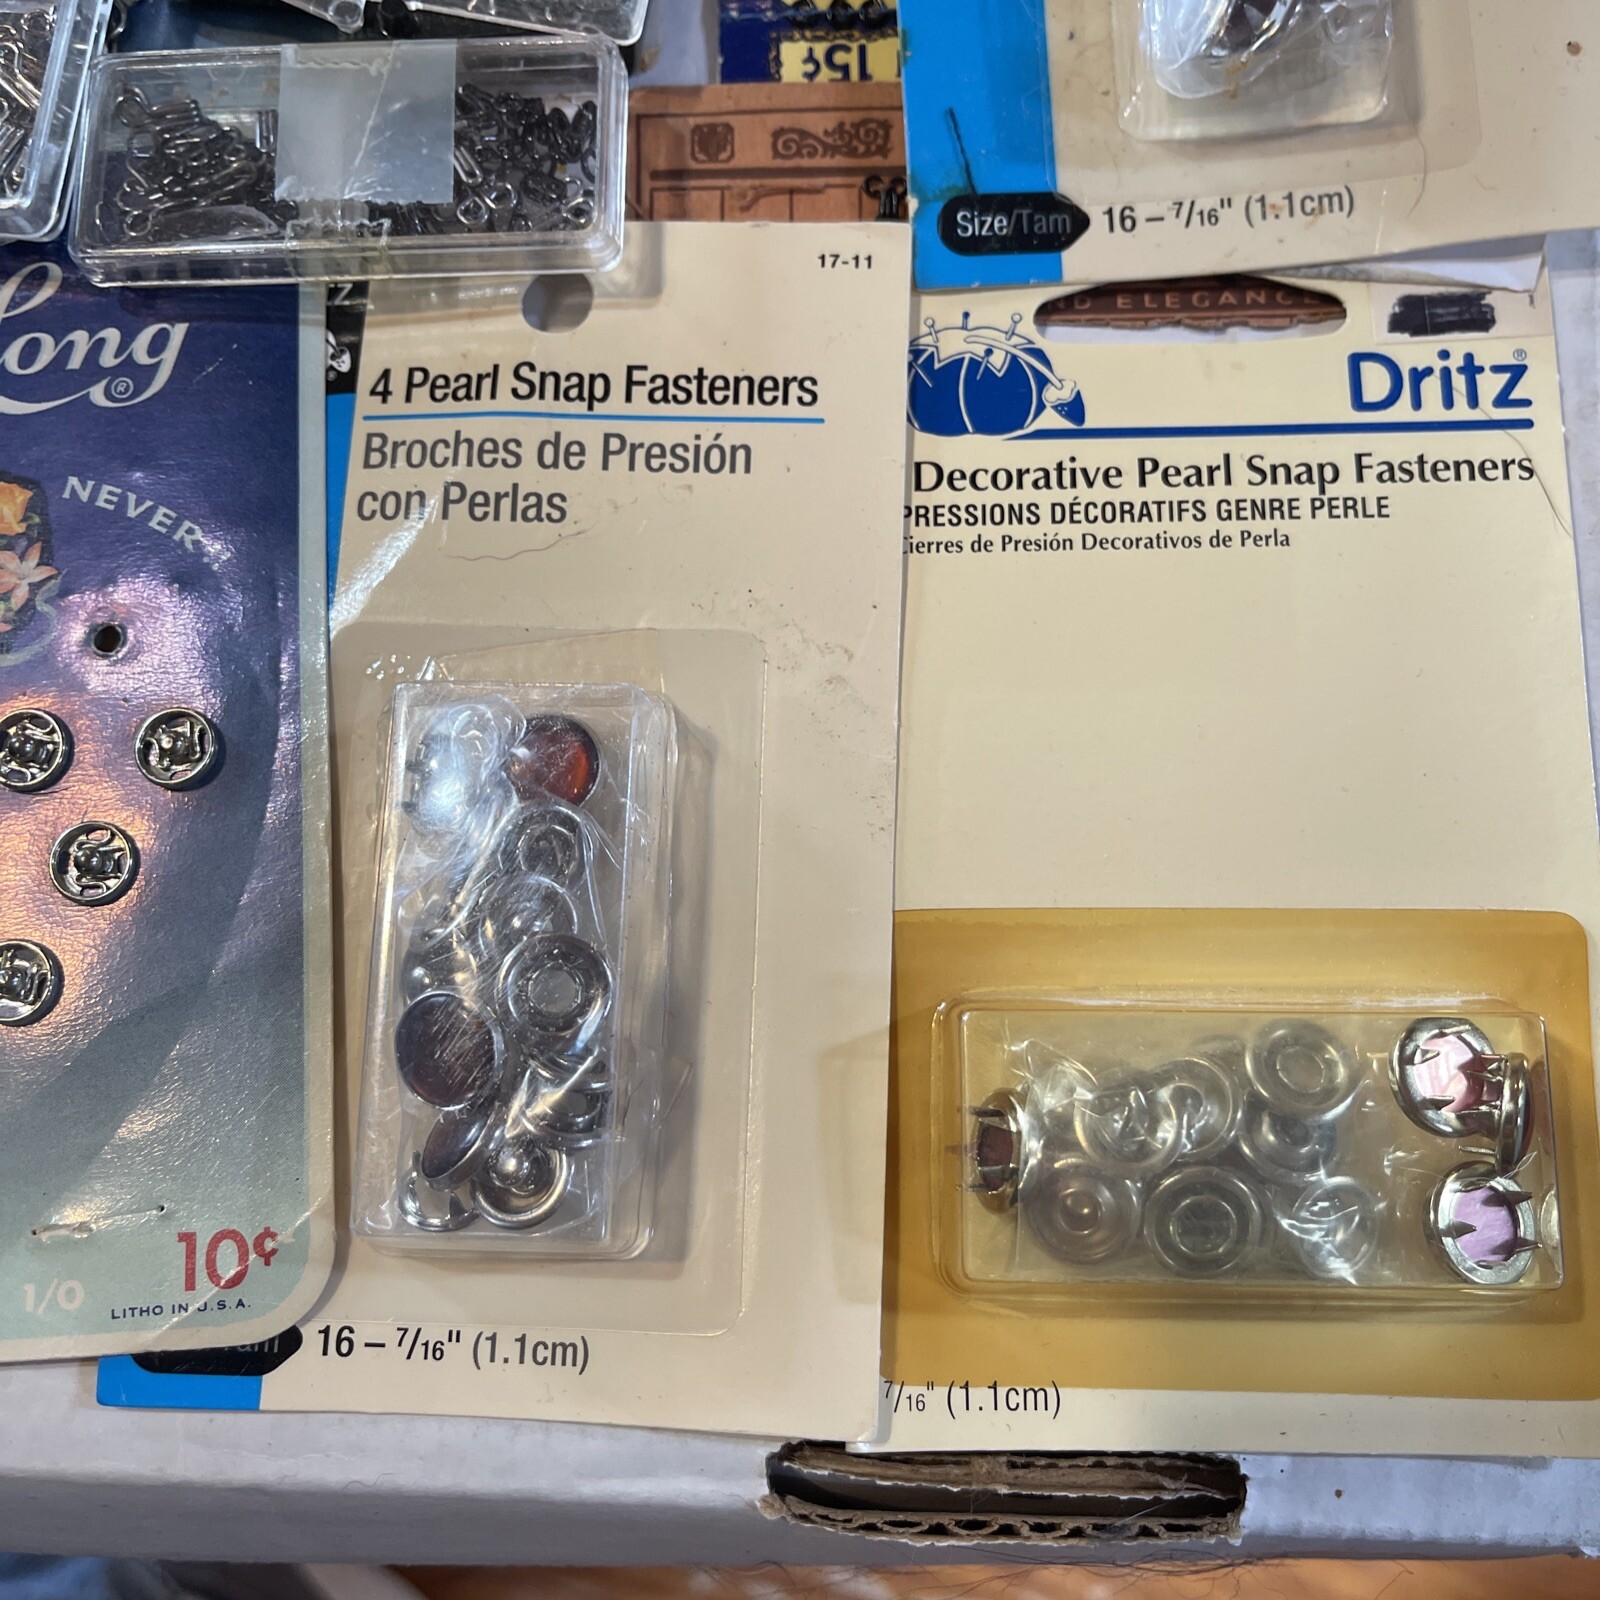 15¢
Size/Tam 16 – 7/16" (1.1cm)
17-11
4 Pearl Snap Fasteners
Broches de Presión
con Perlas
16 – 7/16" (1.1cm)
ELEGANCE
Dritz®
Decorative Pearl Snap Fasteners
PRESSIONS DÉCORATIFS GENRE PERLE
ierres de Presión Decorativos de Perla
7/16" (1.1cm)
ong®
NEVER...
10¢
1/0
LITHO IN U.S.A.